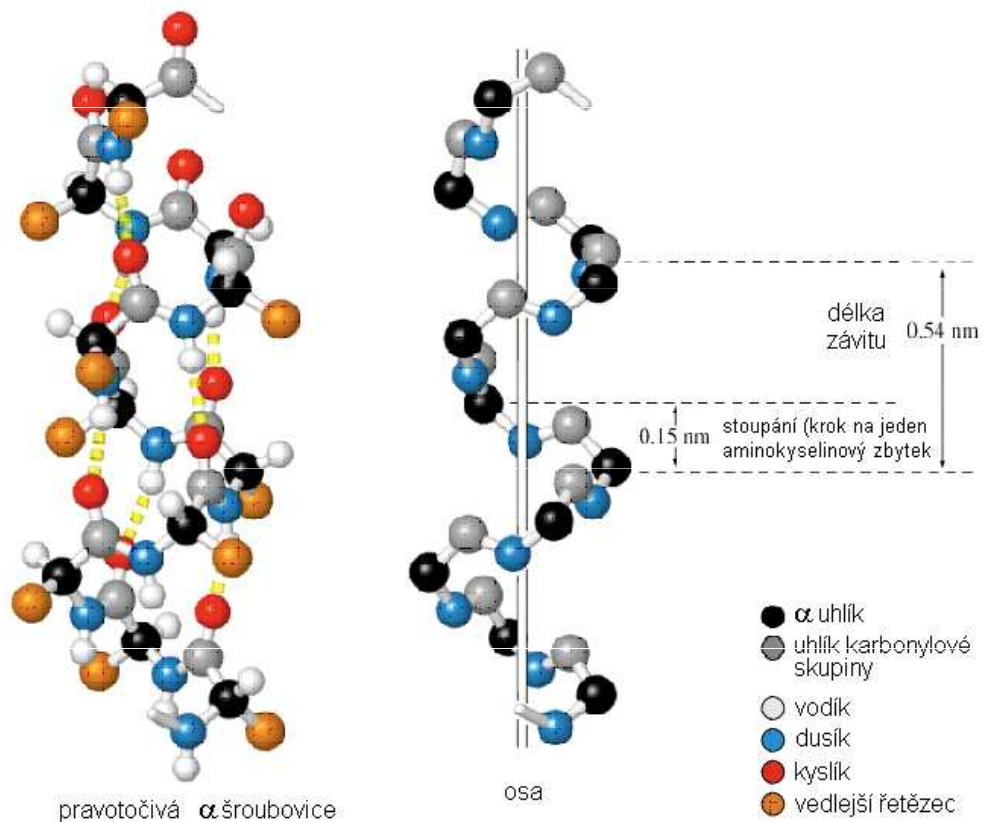 délka
závitu
0.54 nm
0.15 nm
stoupání (krok na jeden
aminokyselinový zbytek
α uhlík
uhlík karbonylové
skupiny
vodík
dusík
kyslík
vedlejší řetězec
osa
pravotočivá α šroubovice